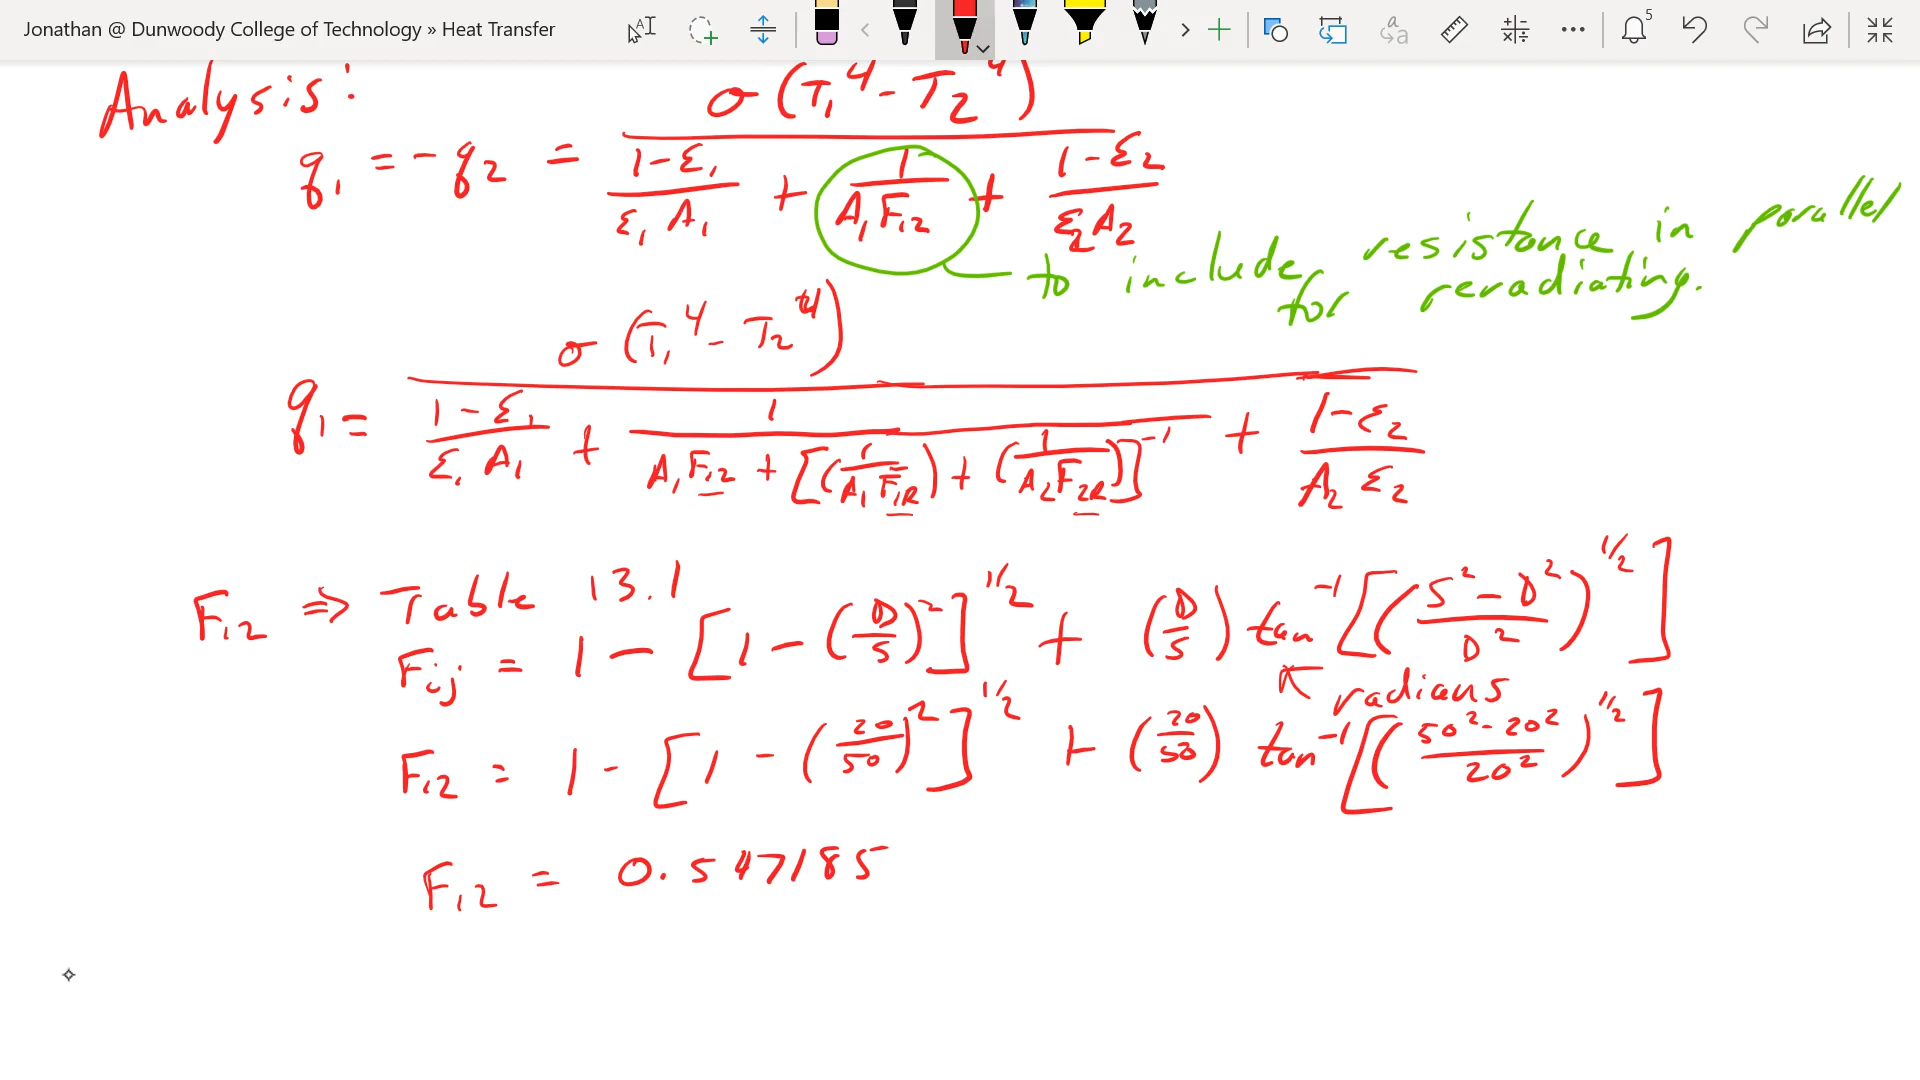 Jonathan @ Dunwoody College of Technology » Heat Transfer
5
Analysis:
q₁ = -q₂ = σ(T₁⁴ - T₂⁴) / [(1-ε₁)/(ε₁A₁) + 1/(A₁F₁₂) + (1-ε₂)/(ε₂A₂)]
to include resistance in parallel
for reradiating.
q₁ = σ(T₁⁴ - T₂⁴) / [(1-ε₁)/(ε₁A₁) + 1/(A₁F₁₂ + [(1/(A₁F₁R)) + (1/(A₂F₂R))]⁻¹) + (1-ε₂)/(A₂ε₂)]
F₁₂ ⇒ Table 13.1
Fij = 1 - [1 - (D/S)²]^1/2 + (D/S) tan⁻¹[((S² - D²)/D²)^1/2]
radians
F₁₂ = 1 - [1 - (20/50)²]^1/2 + (20/50) tan⁻¹[((50² - 20²)/20²)^1/2]
F₁₂ = 0.547185